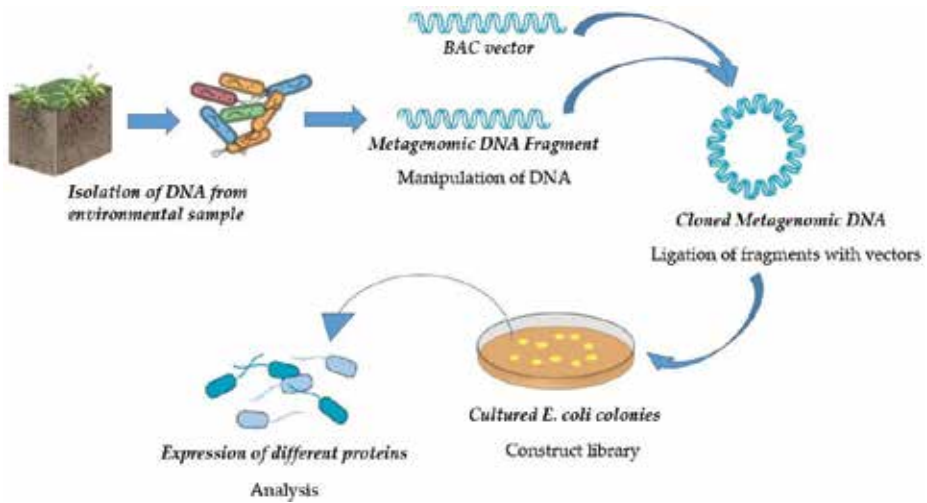 BAC vector
Metagenomic DNA Fragment
Manipulation of DNA
Isolation of DNA from
environmental sample
Cloned Metagenomic DNA
Ligation of fragments with vectors
Cultured E. coli colonies
Construct library
Expression of different proteins
Analysis